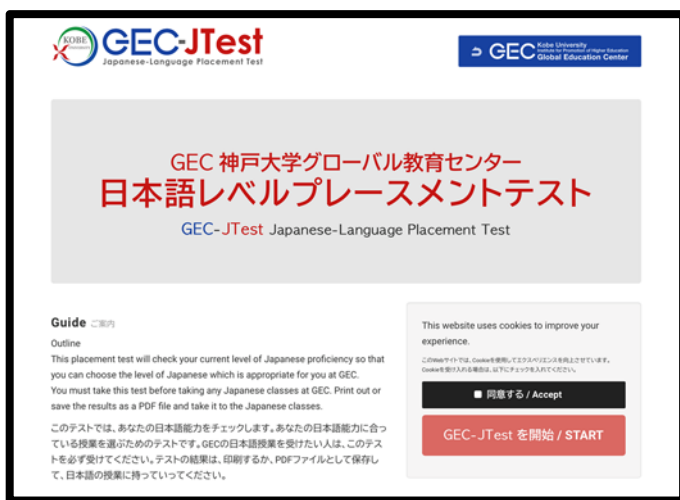 KOBE
UNIVERSITY
GEC-JTest
Japanese-Language Placement Test
GEC Kobe University
Institute for Promotion of Higher Education
Global Education Center
GEC 神戸大学グローバル教育センター
日本語レベルプレースメントテスト
GEC-JTest Japanese-Language Placement Test
Guide ご案内
Outline
This placement test will check your current level of Japanese proficiency so that
you can choose the level of Japanese which is appropriate for you at GEC.
You must take this test before taking any Japanese classes at GEC. Print out or
save the results as a PDF file and take it to the Japanese classes.
このテストでは、あなたの日本語能力をチェックします。あなたの日本語能力に合っ
ている授業を選ぶためのテストです。GECの日本語授業を受けたい人は、このテス
トを必ず受けてください。テストの結果は、印刷するか、PDFファイルとして保存し
て、日本語の授業に持っていってください。
This website uses cookies to improve your
experience.
このWebサイトでは、Cookieを使用してエクスペリエンスを向上させています。
Cookieを受け入れる場合は、以下にチェックを入れてください。
同意する / Accept
GEC-JTest を開始 / START